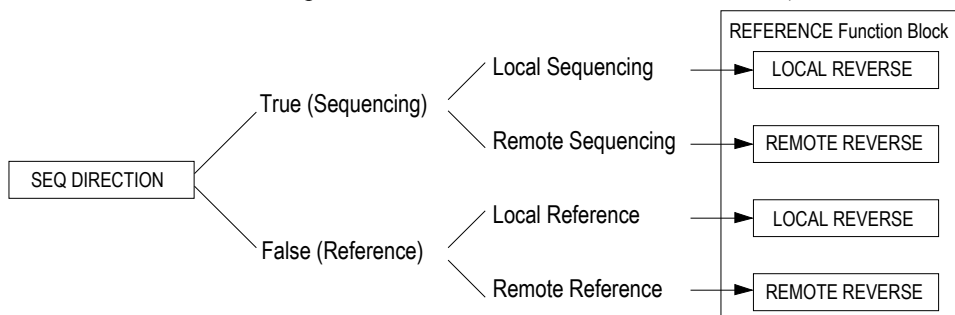 REFERENCE Function Block
Local Sequencing
LOCAL REVERSE
True (Sequencing)
Remote Sequencing
REMOTE REVERSE
SEQ DIRECTION
Local Reference
LOCAL REVERSE
False (Reference)
Remote Reference
REMOTE REVERSE